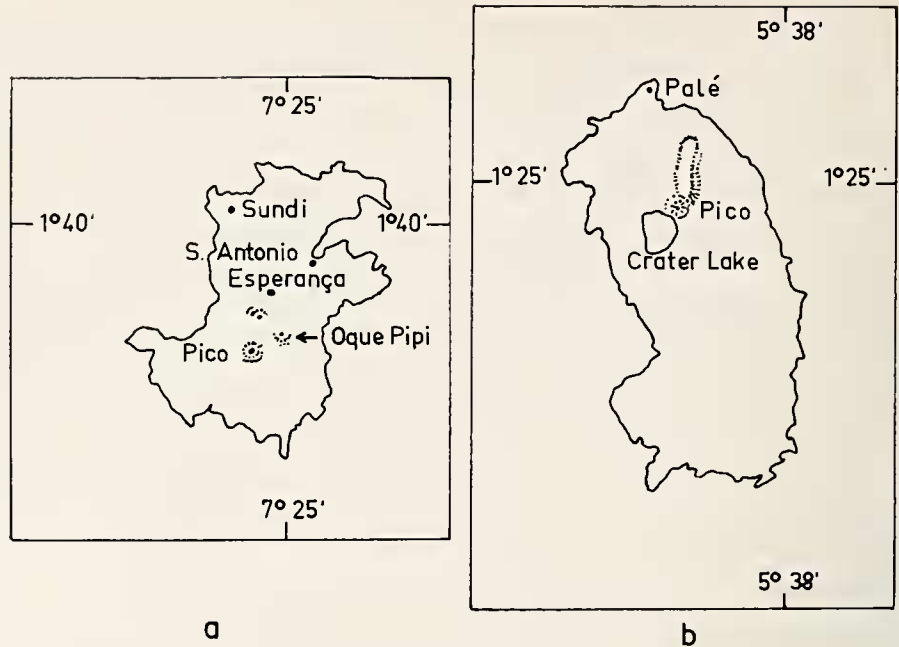 7° 25'
1° 40'
1° 40'
Sundi
S. Antonio
Esperança
Oque Pipi
Pico
7° 25'
a
5° 38'
Palé
1° 25'
1° 25'
Pico
Crater Lake
5° 38'
b